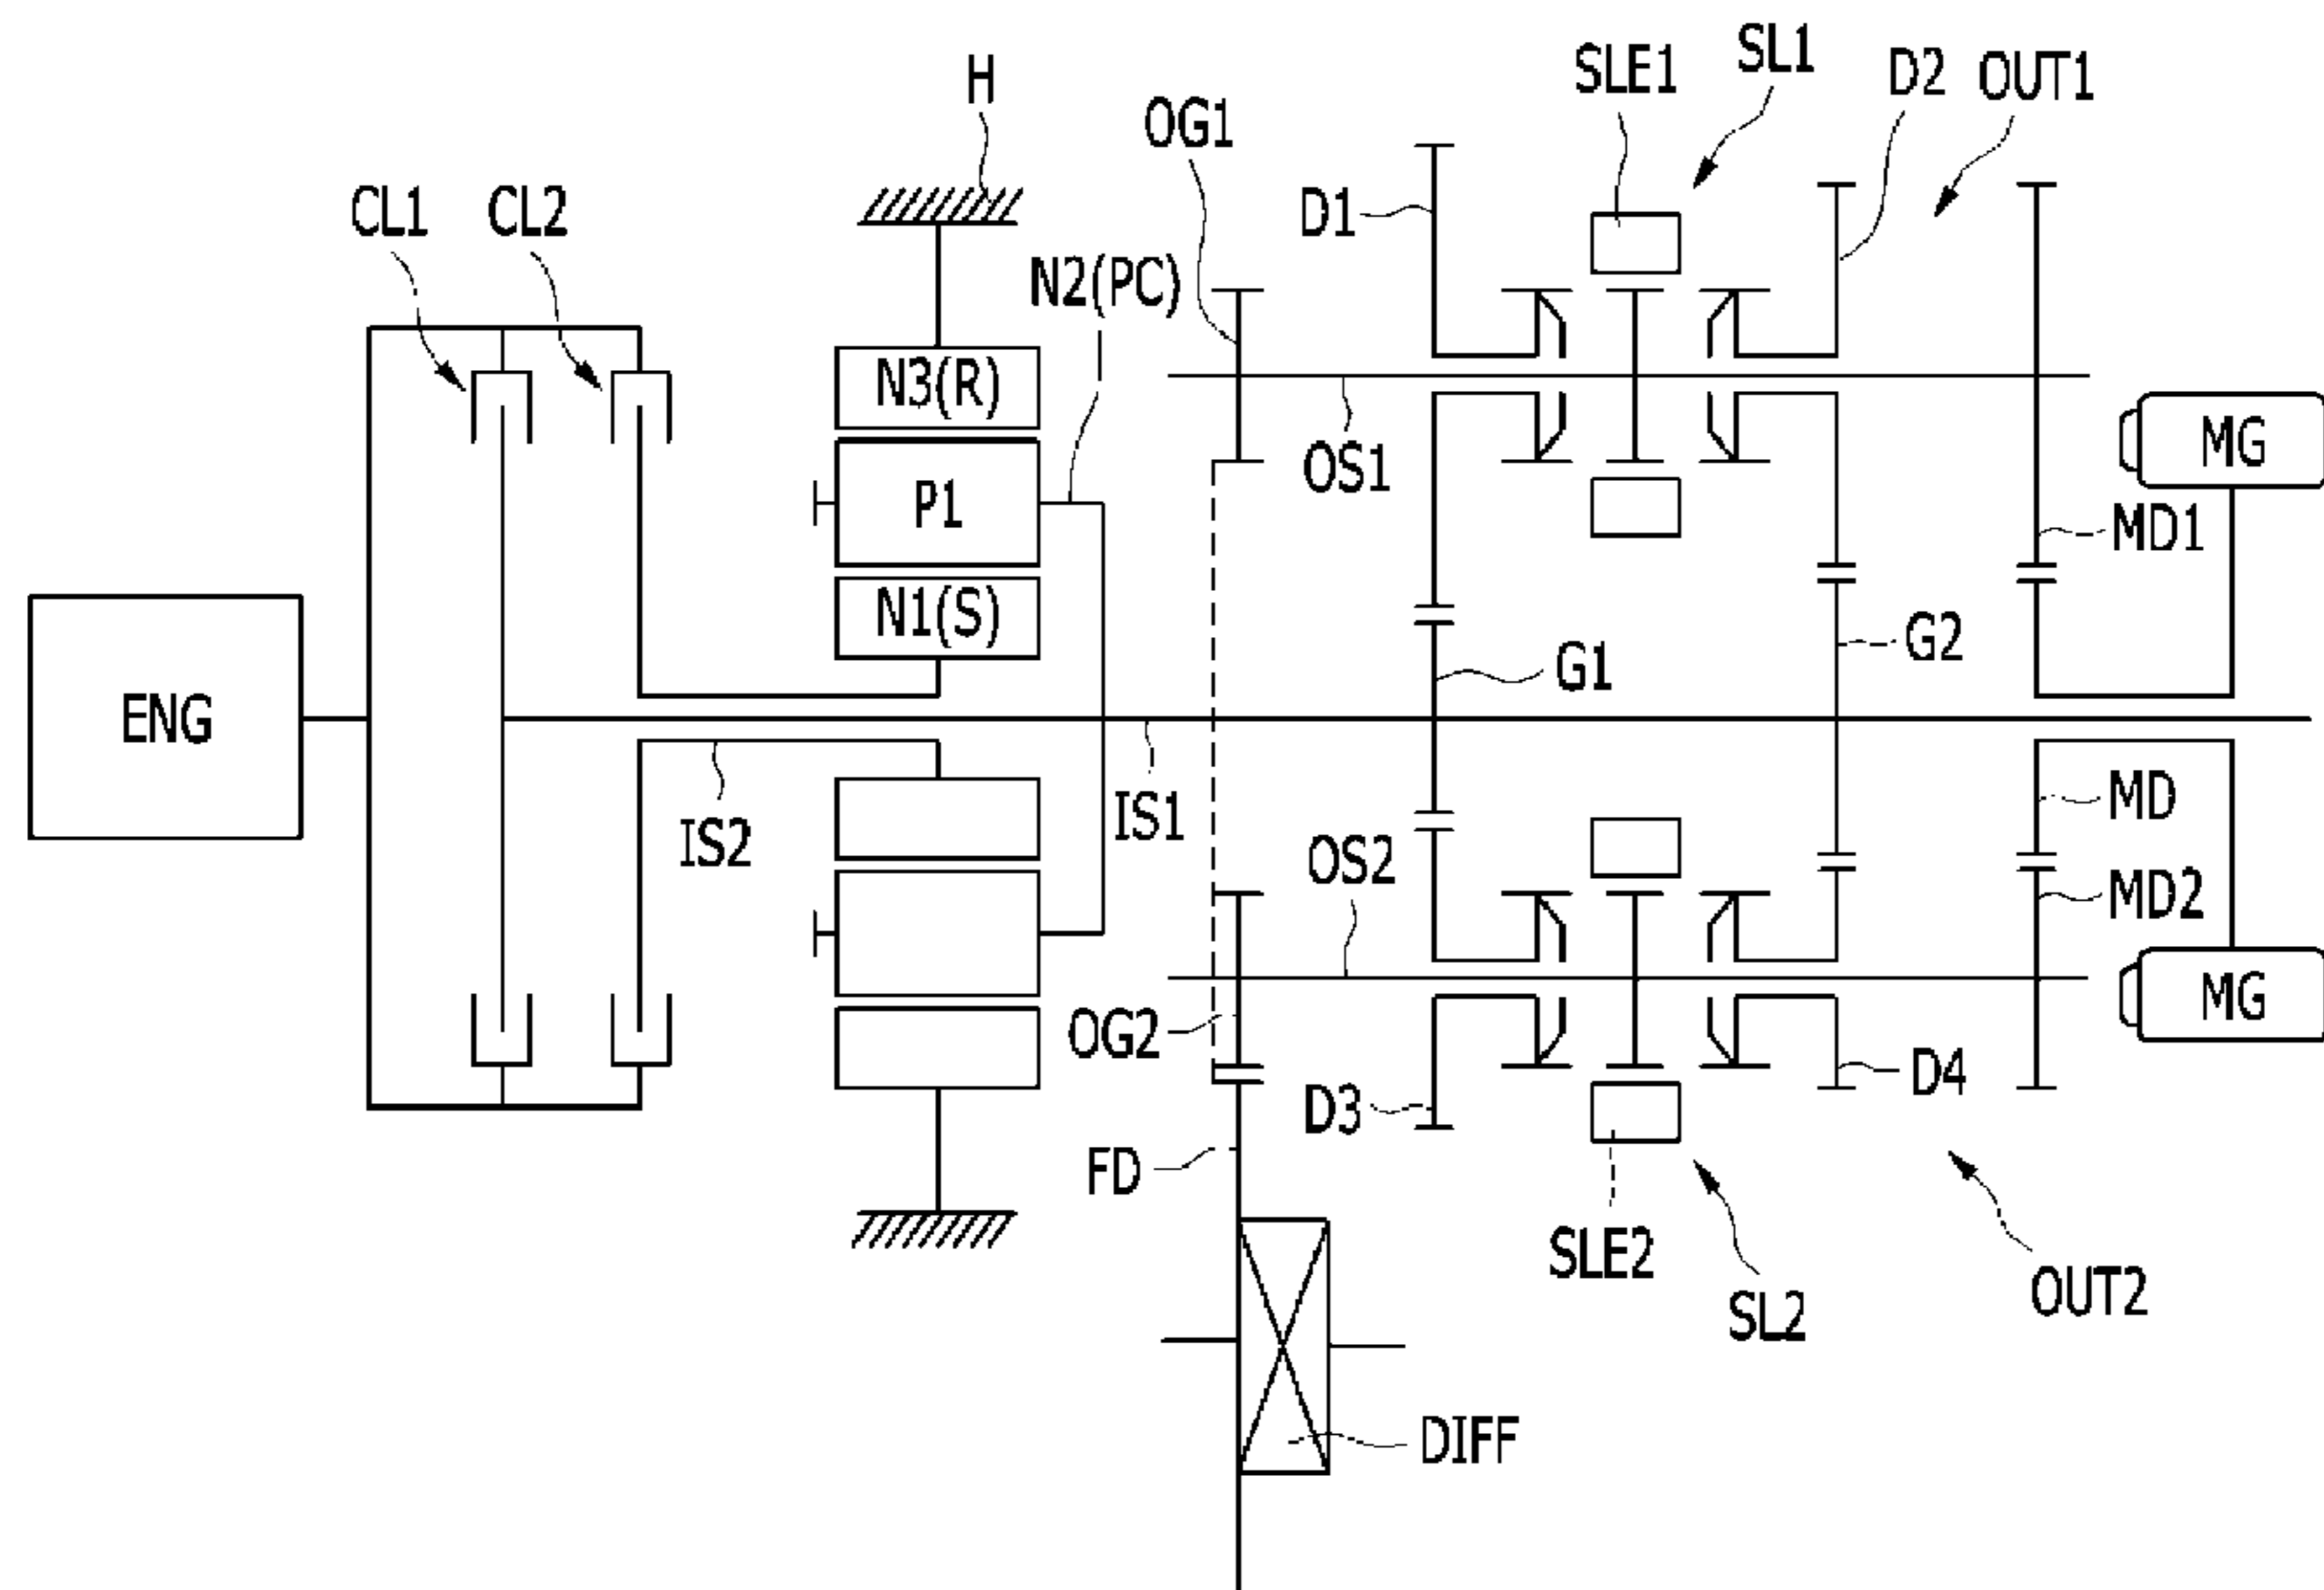 SL1
SLE1
D2
OUT1
H
OG1
CL1
CL2
D1
N2(PC)
N3(R)
MG
OS1
P1
MD1
N1(S)
G2
G1
ENG
MD
IS1
IS2
OS2
MD2
MG
OG2
D4
D3
FD
SLE2
OUT2
SL2
DIFF